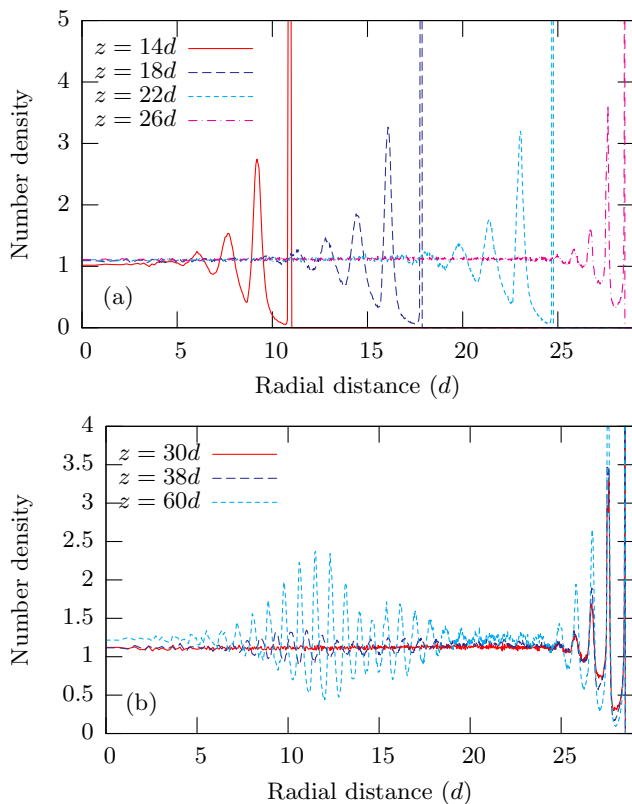 5
4
3
2
1
0
Number density
z = 14d
z = 18d
z = 22d
z = 26d
(a)
0 5 10 15 20 25
Radial distance (d)
4
3.5
3
2.5
2
1.5
1
0.5
0
Number density
z = 30d
z = 38d
z = 60d
(b)
0 5 10 15 20 25
Radial distance (d)